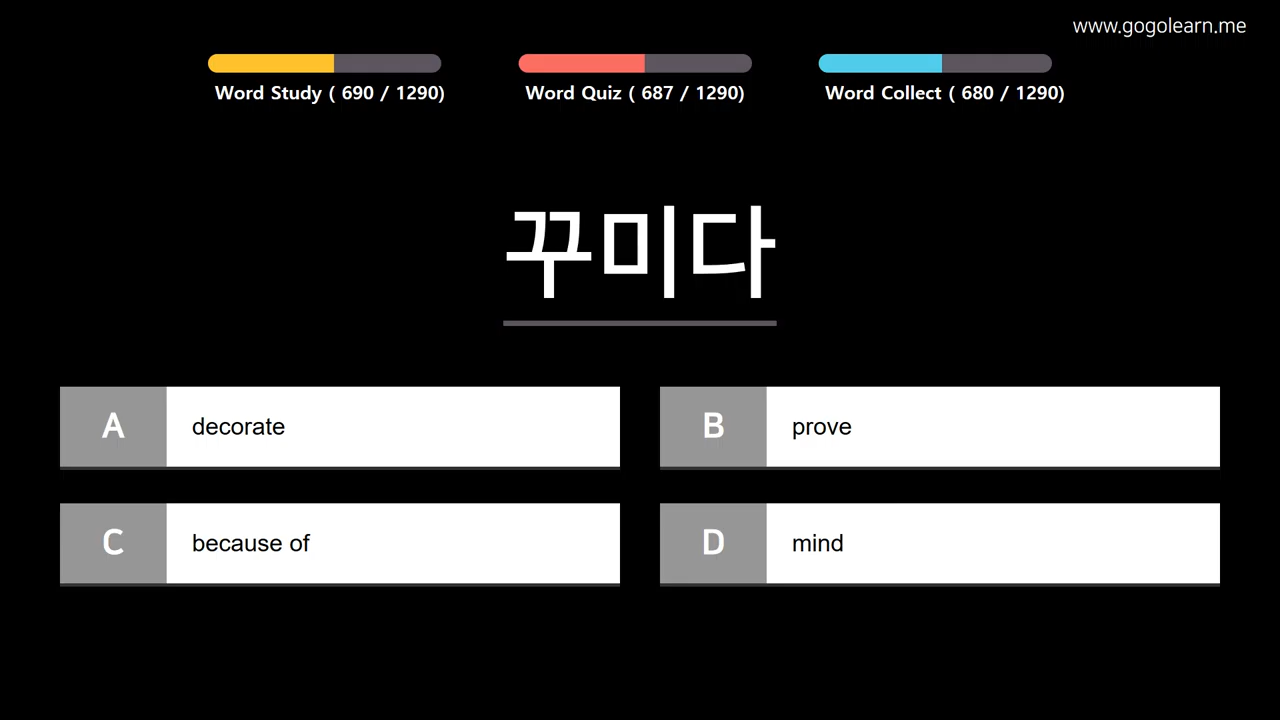 www.gogolearn.me
Word Study ( 690 / 1290)
Word Quiz ( 687 / 1290)
Word Collect ( 680 / 1290)
꾸미다
A decorate
B prove
C because of
D mind